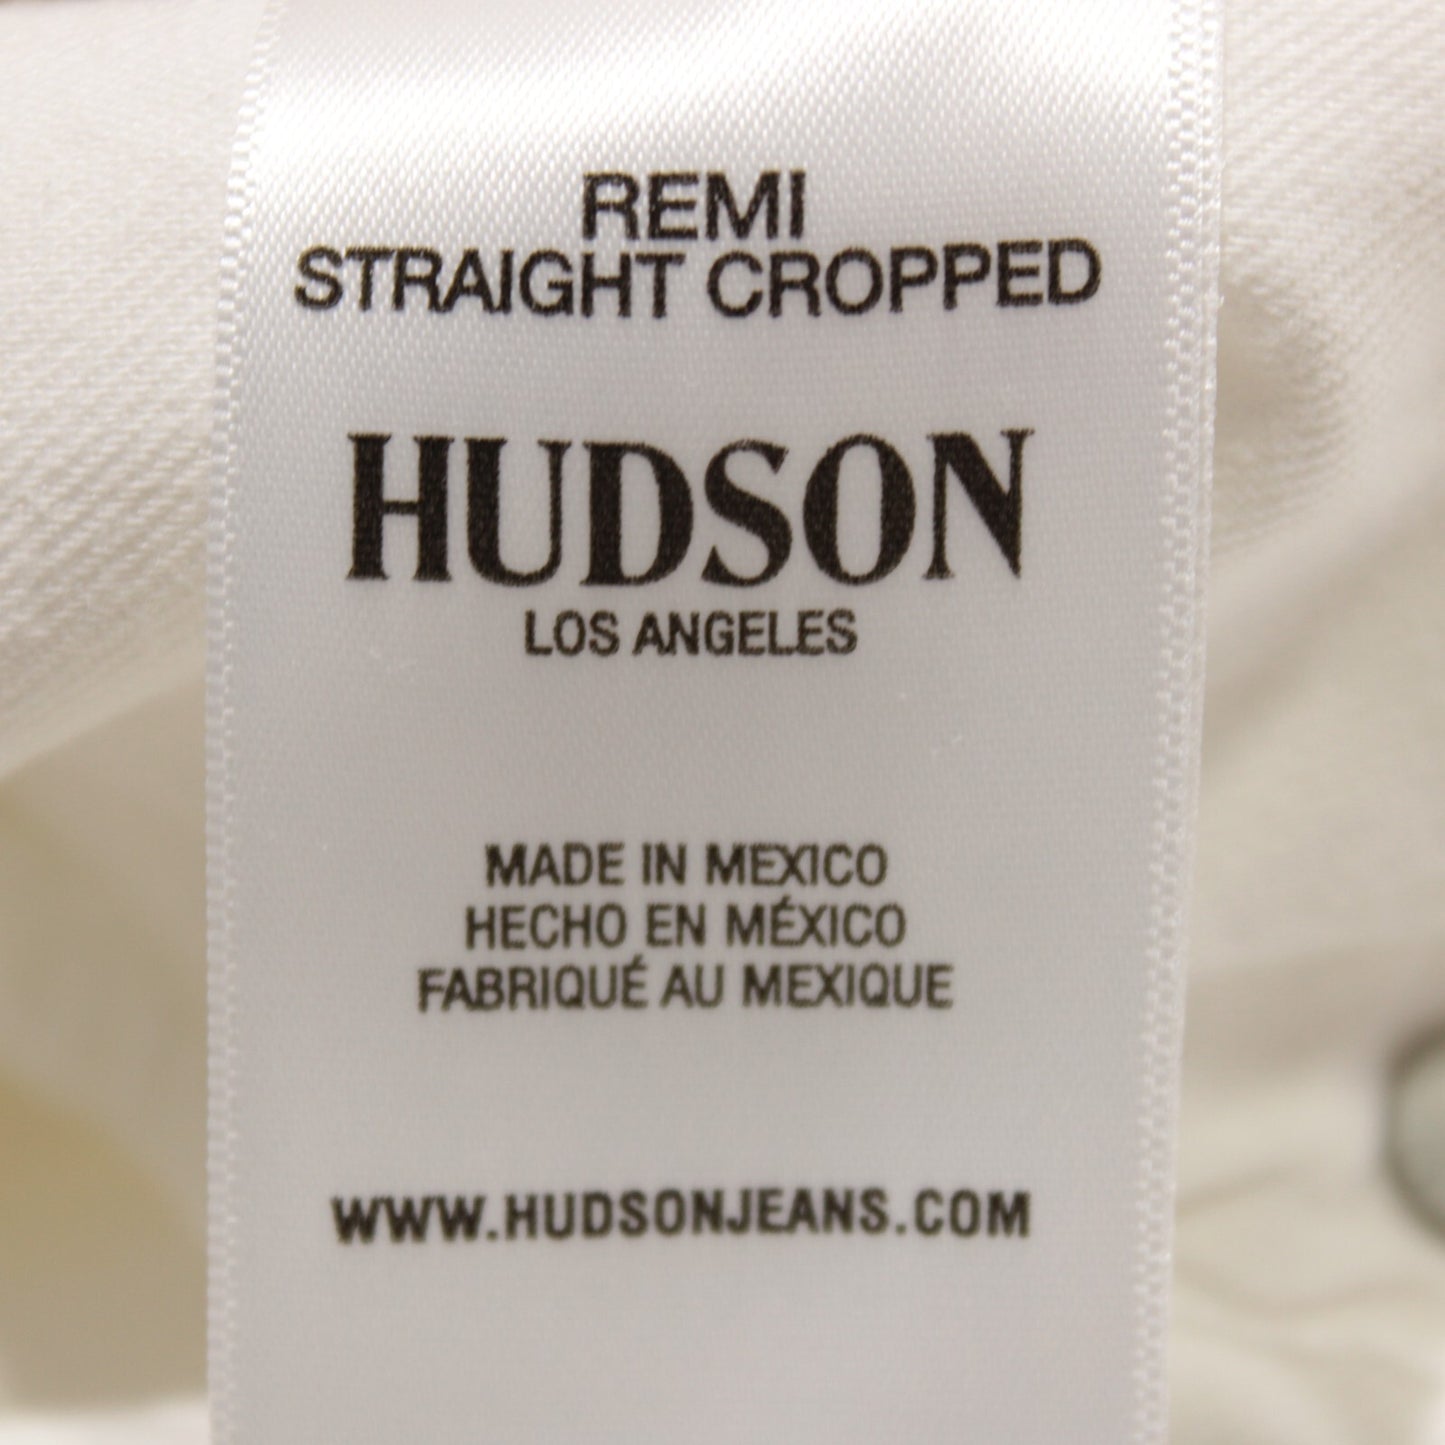 REMI
STRAIGHT CROPPED
HUDSON
LOS ANGELES
MADE IN MEXICO
HECHO EN MÉXICO
FABRIQUÉ AU MEXIQUE
WWW.HUDSONJEANS.COM